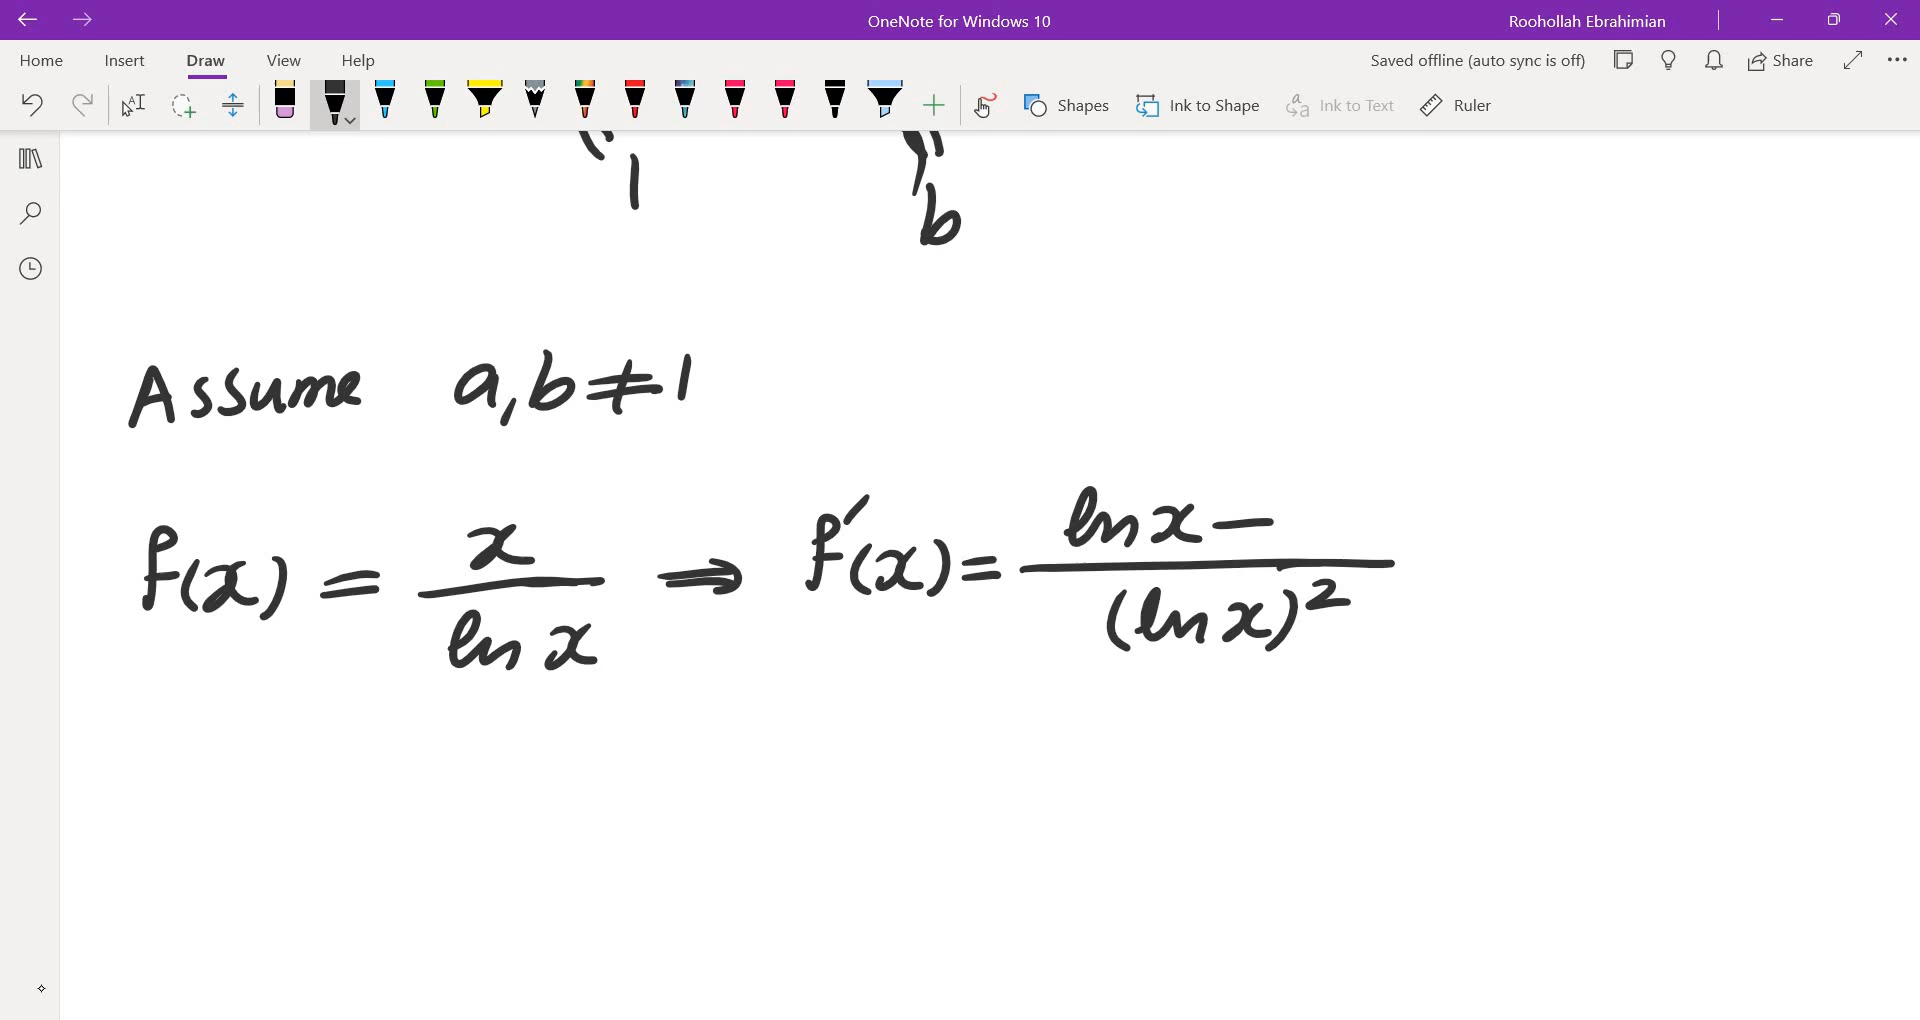 OneNote for Windows 10
Roohollah Ebrahimian
Home Insert Draw View Help
Saved offline (auto sync is off) Share
Shapes Ink to Shape Ink to Text Ruler
1
b
Assume a, b ≠ 1
f(x) = x / ln x ⇒ f'(x) = ln x − / (ln x)²